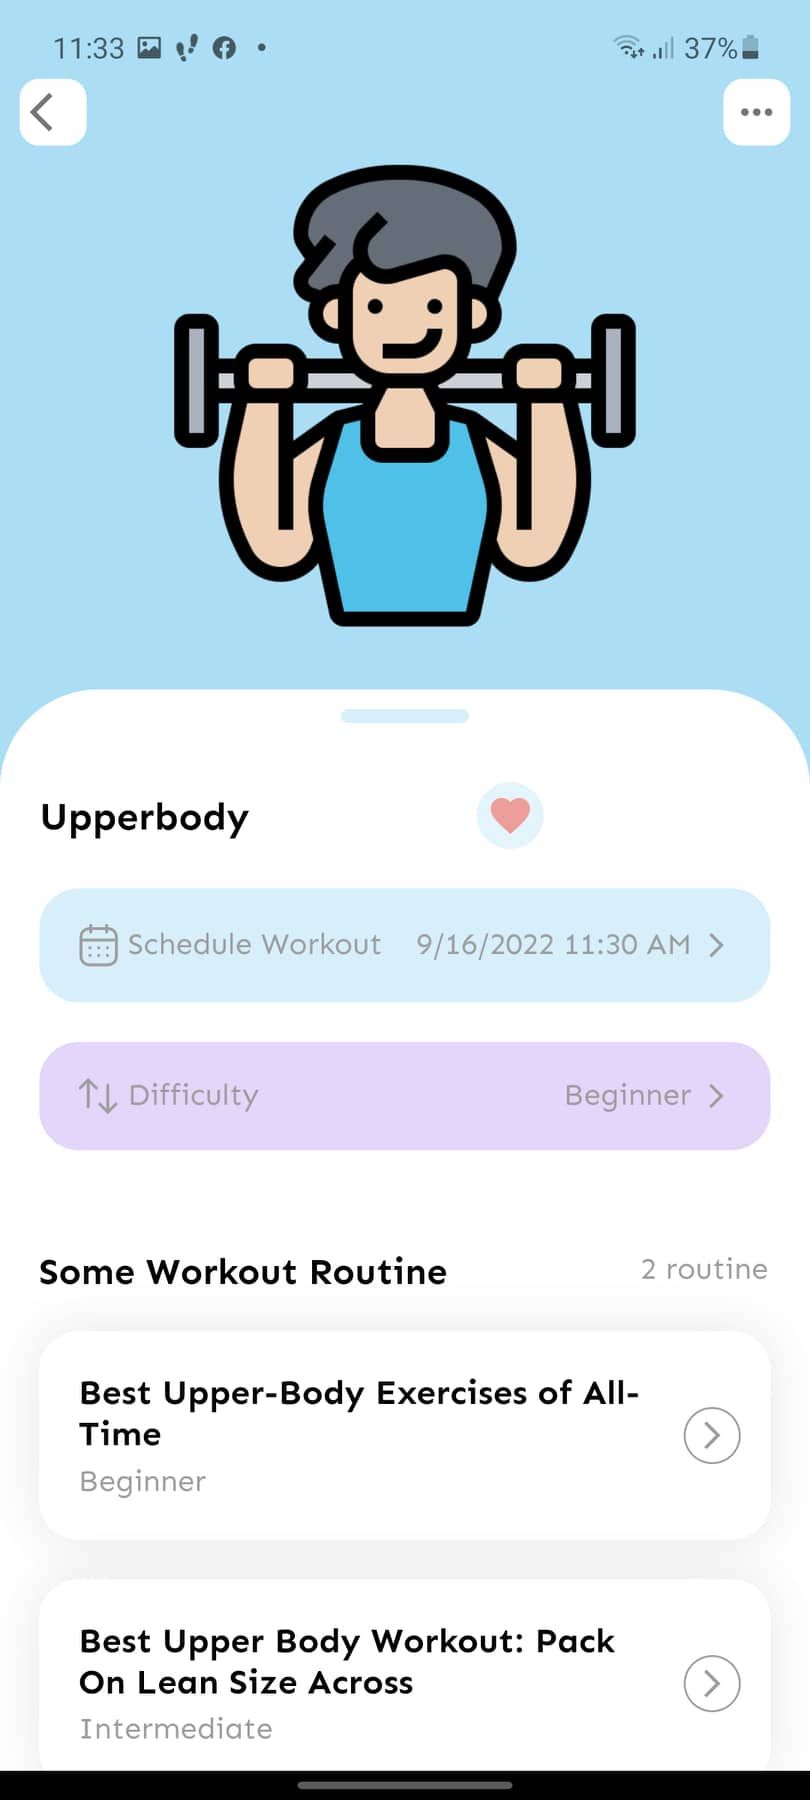 11:33
37%
Upperbody
Schedule Workout 9/16/2022 11:30 AM
Difficulty Beginner
Some Workout Routine 2 routine
Best Upper-Body Exercises of All-
Time
Beginner
Best Upper Body Workout: Pack
On Lean Size Across
Intermediate